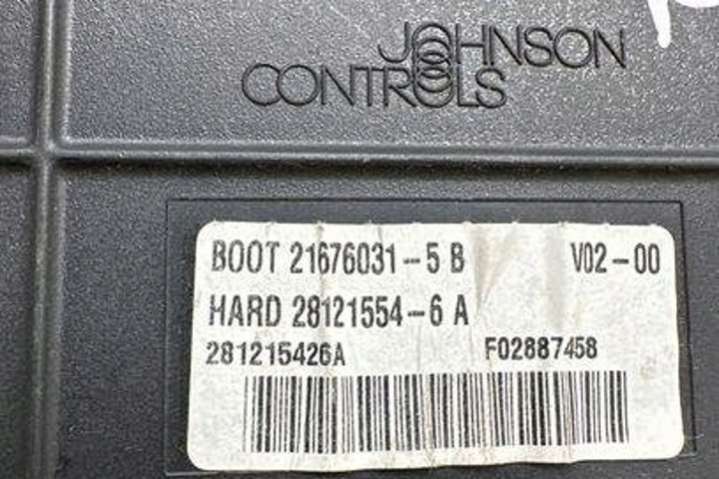 JOHNSON
CONTROLS
BOOT 21676031-5 B V02-00
HARD 28121554-6 A
281215426A F02887458